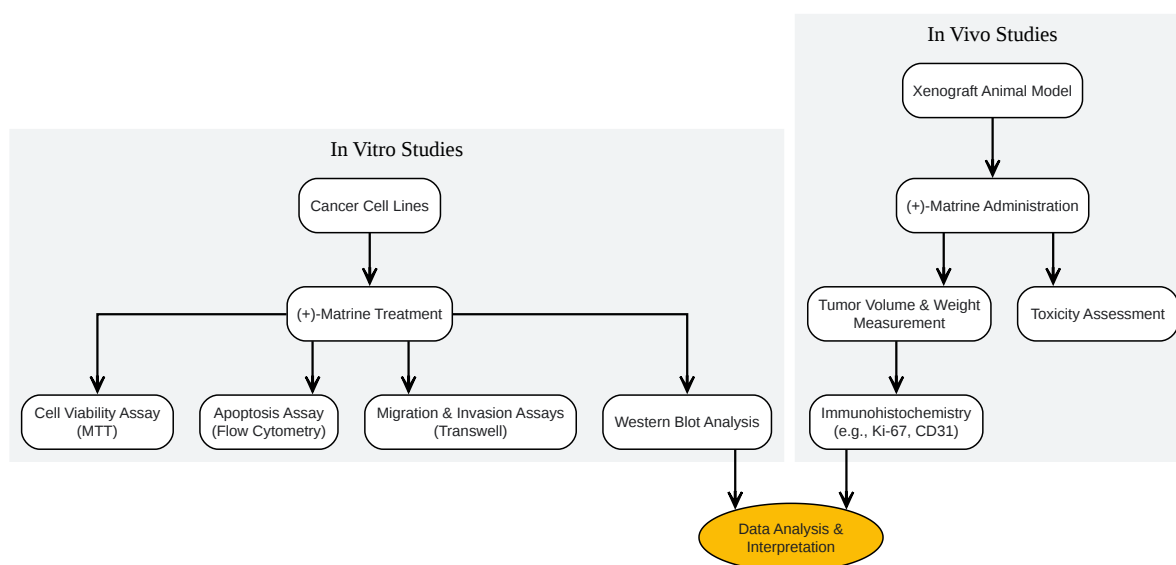 In Vivo Studies
Xenograft Animal Model
In Vitro Studies
Cancer Cell Lines
(+)-Matrine Administration
(+)-Matrine Treatment
Tumor Volume & Weight
Measurement
Toxicity Assessment
Cell Viability Assay
(MTT)
Apoptosis Assay
(Flow Cytometry)
Migration & Invasion Assays
(Transwell)
Western Blot Analysis
Immunohistochemistry
(e.g., Ki-67, CD31)
Data Analysis &
Interpretation